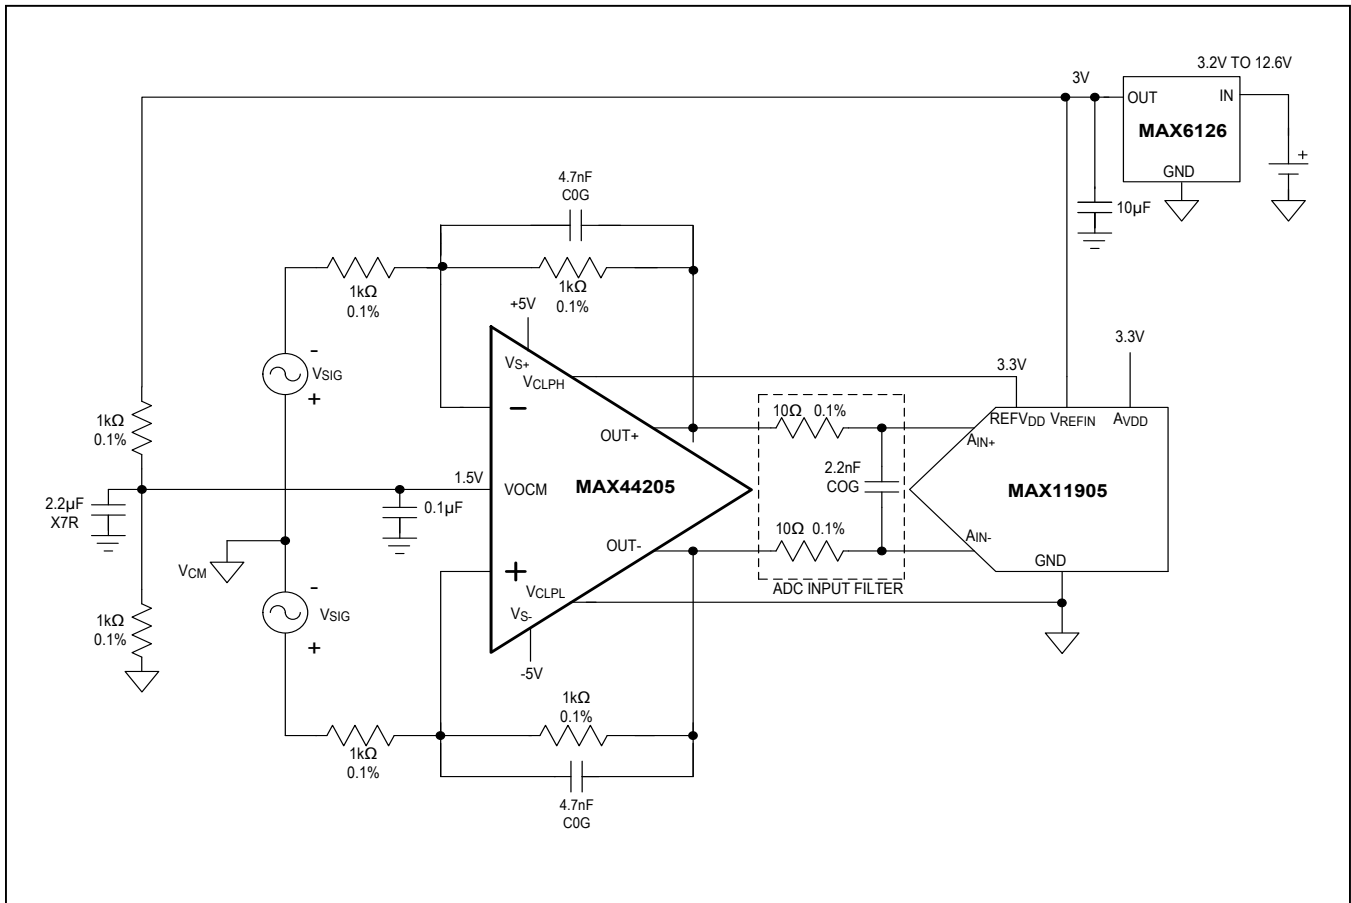 3.2V TO 12.6V
3V
OUT
IN
MAX6126
GND
+
10µF
4.7nF
C0G
1kΩ
0.1%
1kΩ
0.1%
+5V
VS+
VCLPH
3.3V
3.3V
-
VSIG
+
−
10Ω 0.1%
REFVDD
VREFIN
AVDD
1kΩ
0.1%
OUT+
AIN+
1.5V
VOCM
MAX44205
2.2nF
COG
MAX11905
2.2µF
X7R
0.1µF
OUT-
10Ω 0.1%
AIN-
VCM
+
VCLPL
GND
ADC INPUT FILTER
-
VSIG
+
VS-
1kΩ
0.1%
-5V
1kΩ
0.1%
1kΩ
0.1%
4.7nF
C0G